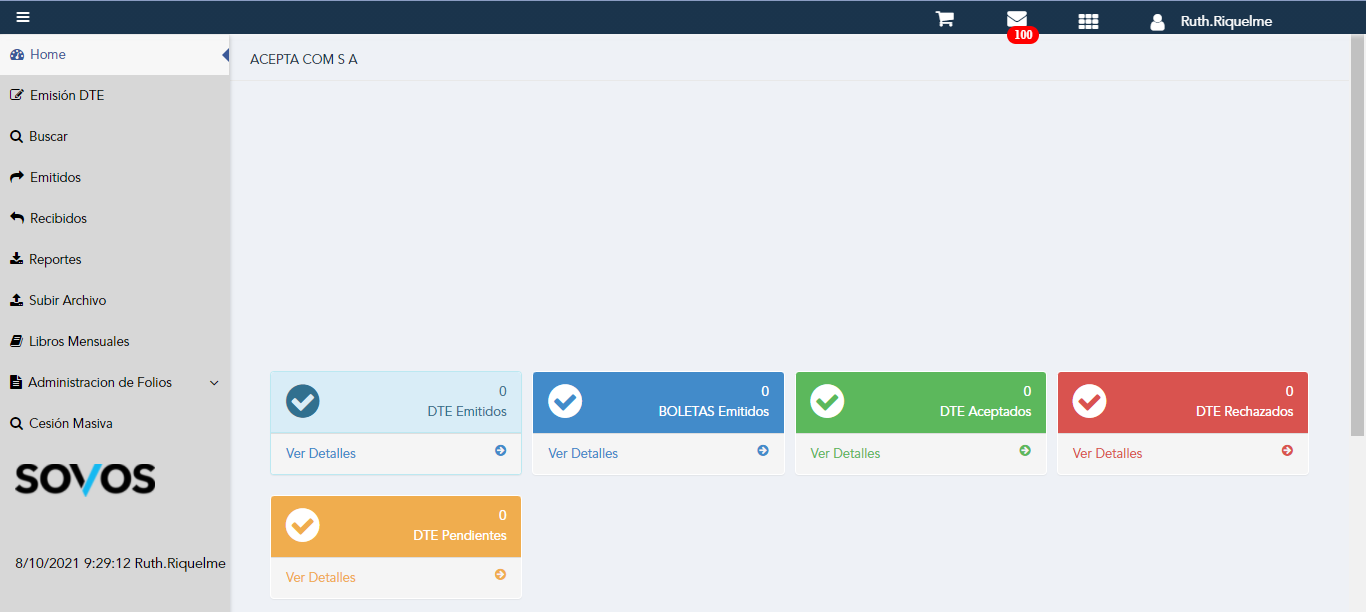 100
Ruth.Riquelme
Home
Emisión DTE
Buscar
Emitidos
Recibidos
Reportes
Subir Archivo
Libros Mensuales
Administracion de Folios
Cesión Masiva
SOVOS
8/10/2021 9:29:12 Ruth.Riquelme
ACEPTA COM S A
0
DTE Emitidos
Ver Detalles
0
BOLETAS Emitidos
Ver Detalles
0
DTE Aceptados
Ver Detalles
0
DTE Rechazados
Ver Detalles
0
DTE Pendientes
Ver Detalles